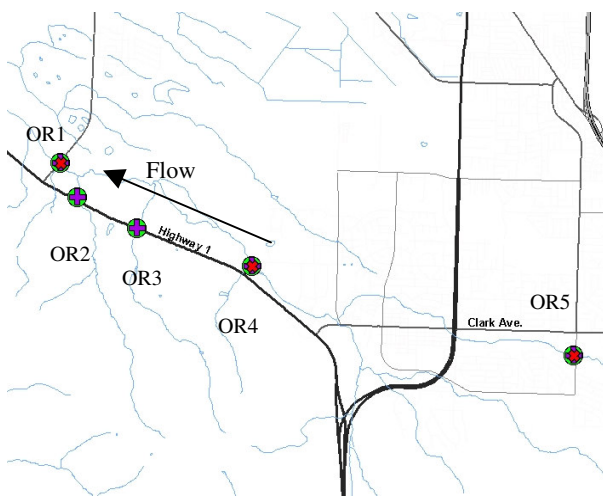 OR1
Flow
OR2
Highway 1
OR3
OR4
OR5
Clark Ave.